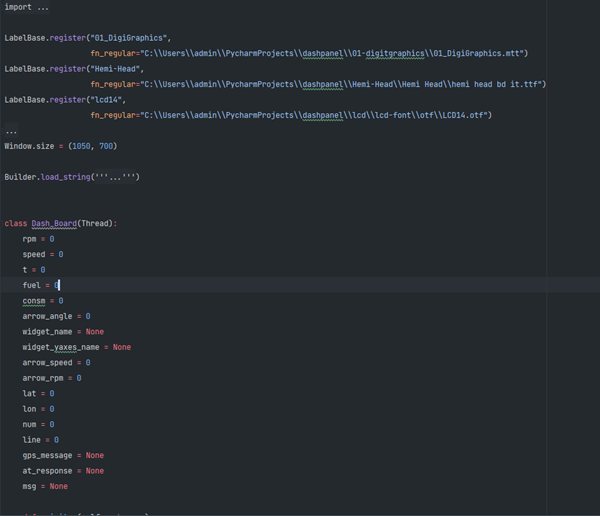 import ...
LabelBase.register("01_DigiGraphics",
fn_regular="C:\\Users\\admin\\PycharmProjects\\dashpanel\\01-digitgraphics\\01_DigiGraphics.mtt")
LabelBase.register("Hemi-Head",
fn_regular="C:\\Users\\admin\\PycharmProjects\\dashpanel\\Hemi-Head\\Hemi Head\\hemi head bd it.ttf")
LabelBase.register("lcd14",
fn_regular="C:\\Users\\admin\\PycharmProjects\\dashpanel\\lcd\\lcd-font\\otf\\LCD14.otf")
...
Window.size = (1050, 700)
Builder.load_string('''...''')
class Dash_Board(Thread):
rpm = 0
speed = 0
t = 0
fuel = 0
consm = 0
arrow_angle = 0
widget_name = None
widget_yaxes_name = None
arrow_speed = 0
arrow_rpm = 0
lat = 0
lon = 0
num = 0
line = 0
gps_message = None
at_response = None
msg = None